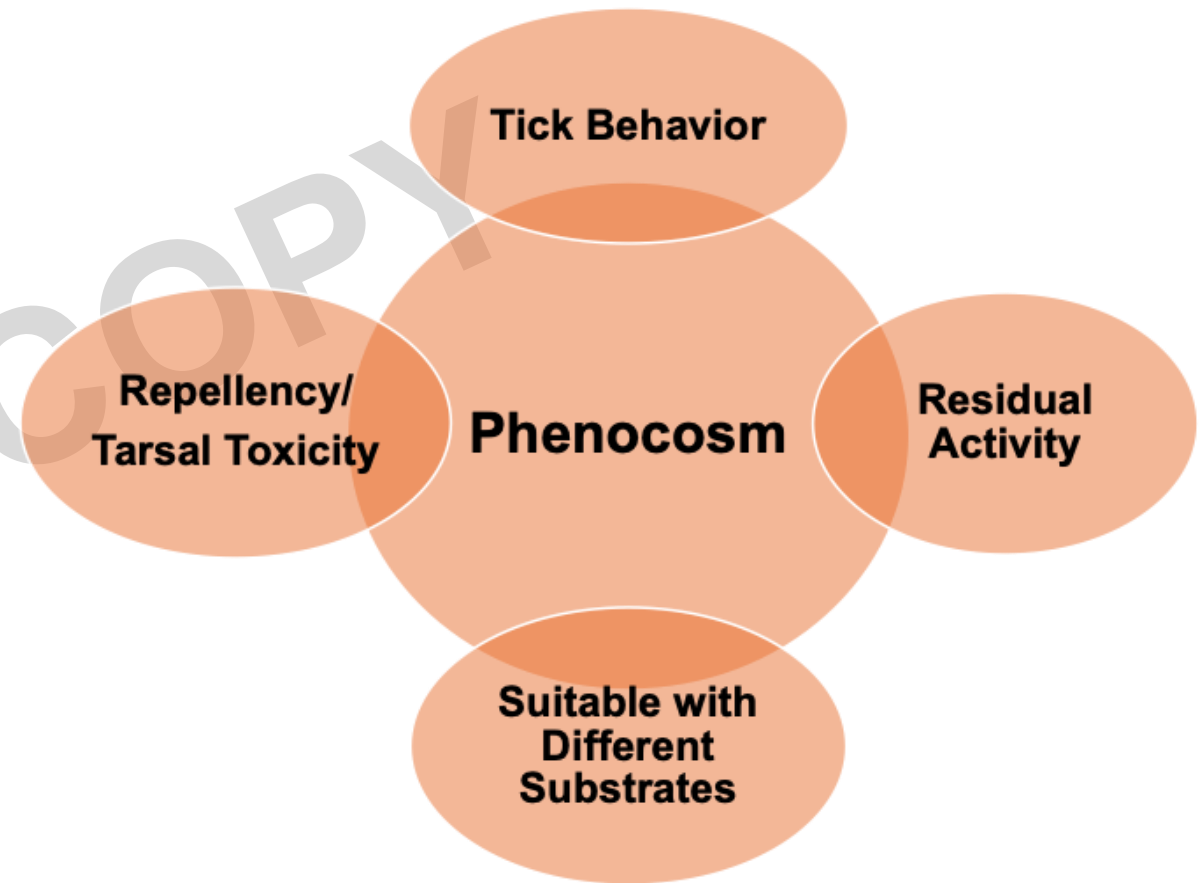 Tick Behavior
COPY
Repellency/
Tarsal Toxicity
Phenocosm
Residual
Activity
Suitable with
Different
Substrates